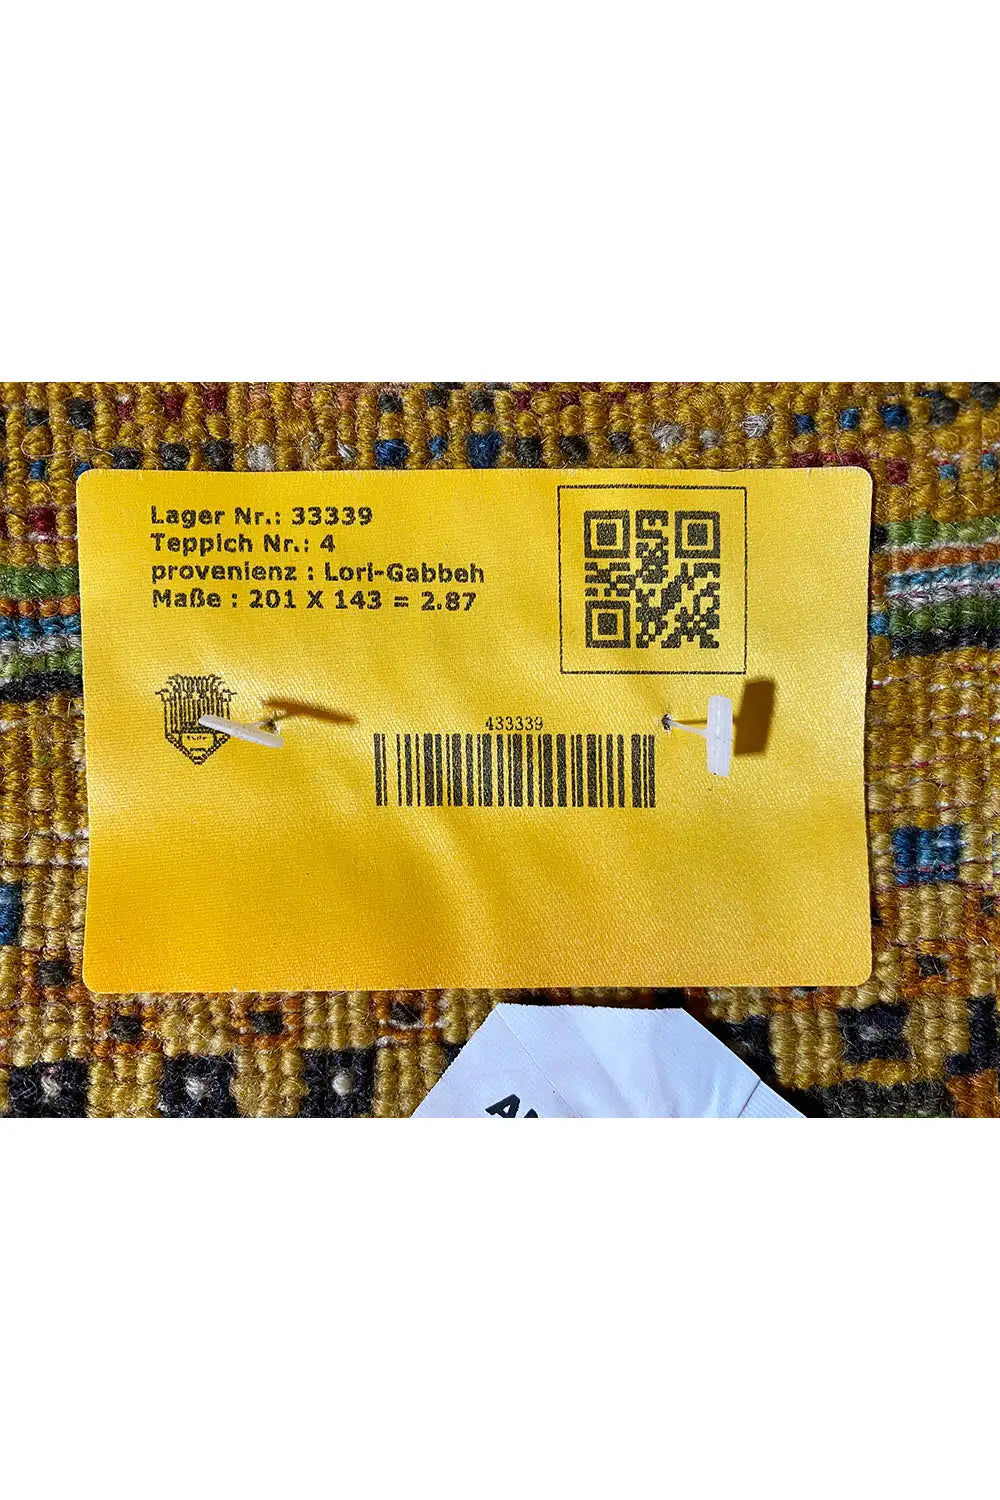 Lager Nr.: 33339
Teppich Nr.: 4
provenienz : Lori-Gabbeh
Maße : 201 X 143 = 2.87
433339